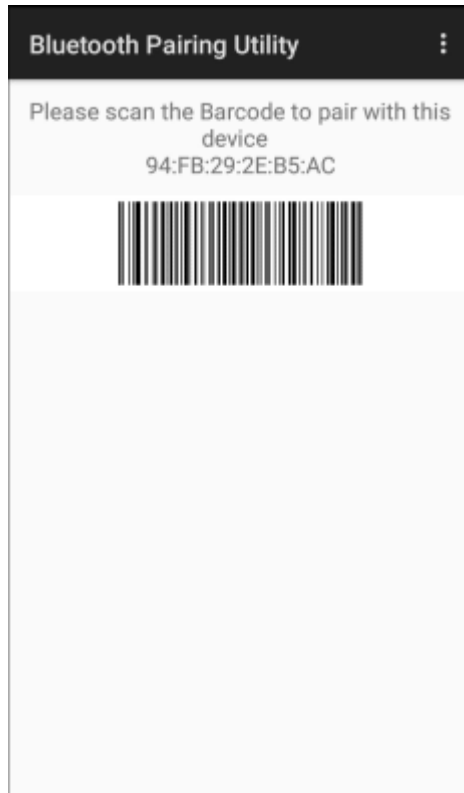 Bluetooth Pairing Utility
Please scan the Barcode to pair with this
device
94:FB:29:2E:B5:AC